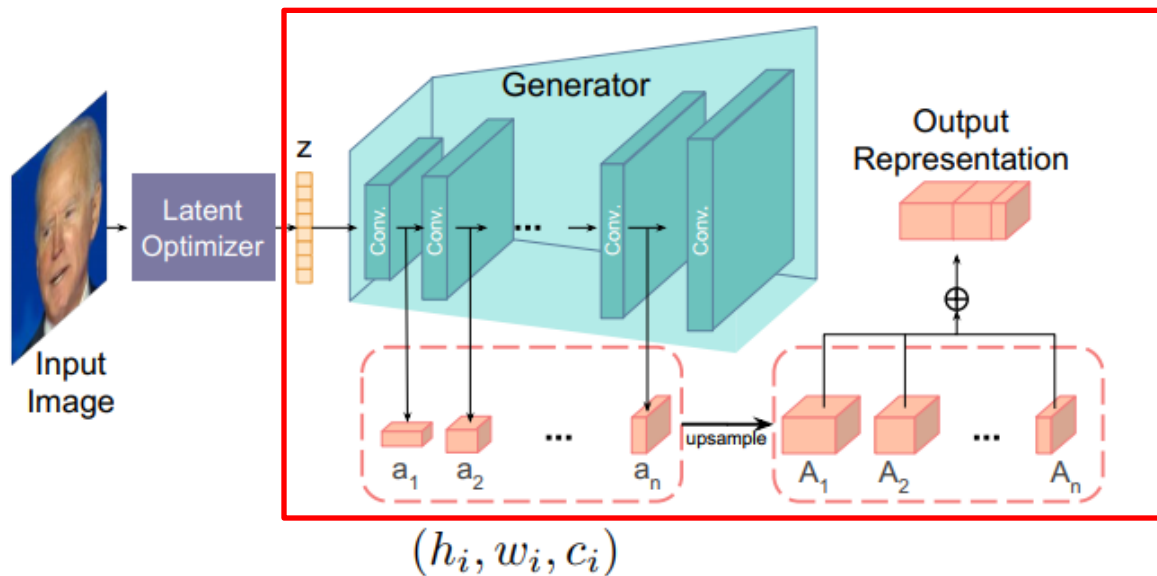 Generator
Output
Representation
z
Latent
Optimizer
Conv.
Conv.
...
Conv.
Conv.
Input
Image
...
upsample
...
a₁
a₂
aₙ
A₁
A₂
Aₙ
(hᵢ, wᵢ, cᵢ)